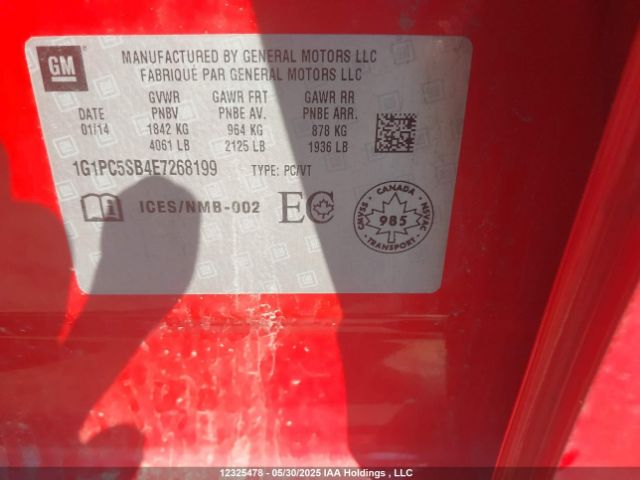 GM
MANUFACTURED BY GENERAL MOTORS LLC
FABRIQUÉ PAR GENERAL MOTORS LLC
DATE
01/14
GVWR
PNBV
1842 KG
4061 LB
GAWR FRT
PNBE AV.
964 KG
2125 LB
GAWR RR
PNBE ARR.
878 KG
1936 LB
1G1PC5SB4E7268199 TYPE: PC/VT
ICES/NMB-002
EC
CANADA
CMVSS
NSVAC
985
TRANSPORT
12325478 - 05/30/2025 IAA Holdings , LLC